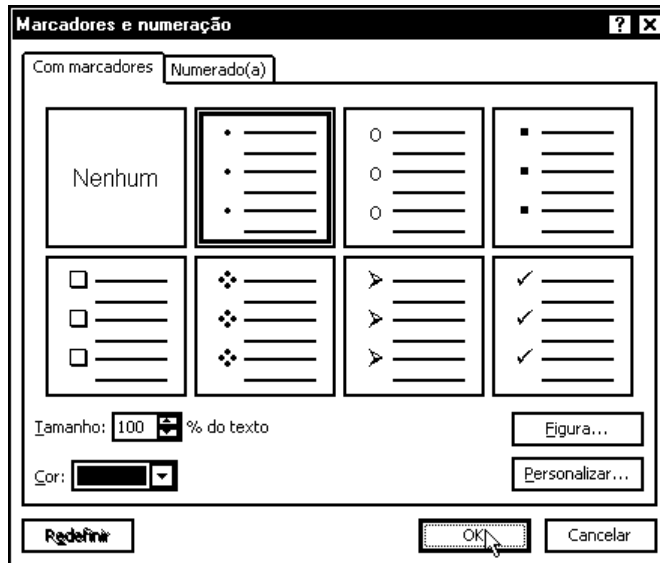 Marcadores e numeração
Com marcadores
Numerado(a)
Nenhum
Tamanho: 100 % do texto
Figura...
Cor:
Personalizar...
Redefinir
OK
Cancelar